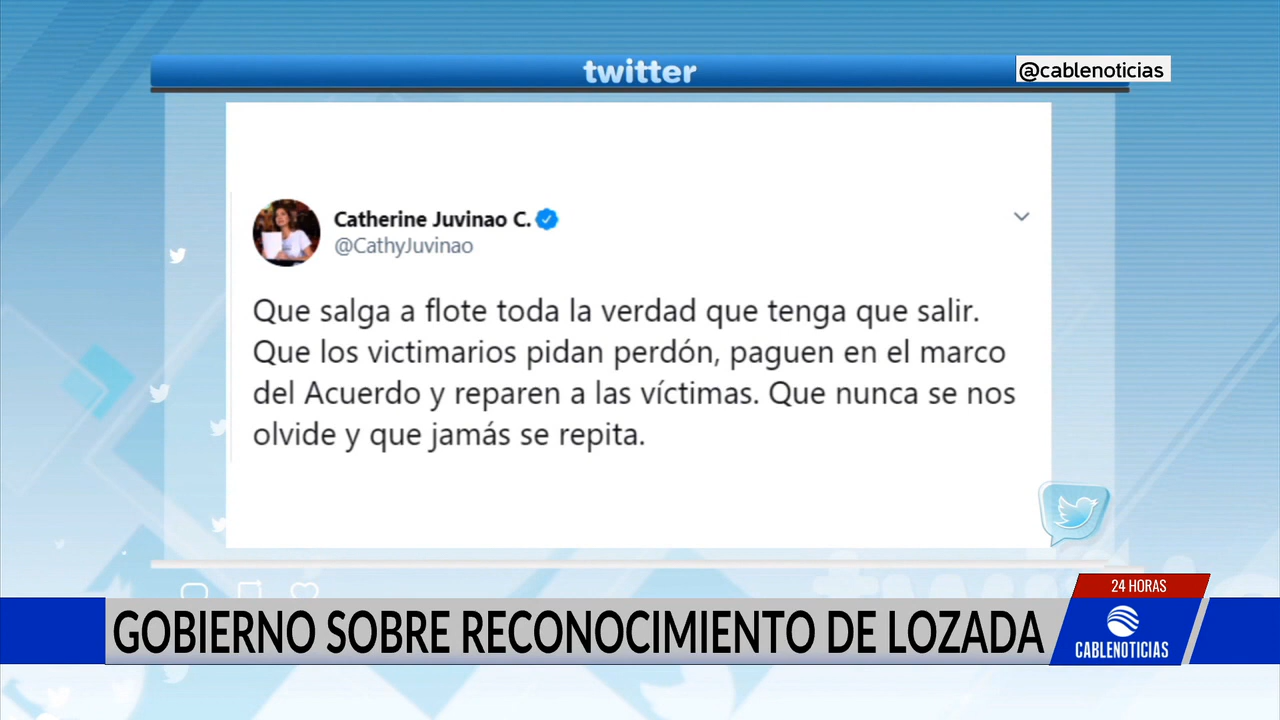 twitter
@cablenoticias
Catherine Juvinao C.
@CathyJuvinao
Que salga a flote toda la verdad que tenga que salir.
Que los victimarios pidan perdón, paguen en el marco
del Acuerdo y reparen a las víctimas. Que nunca se nos
olvide y que jamás se repita.
24 HORAS
GOBIERNO SOBRE RECONOCIMIENTO DE LOZADA
CABLENOTICIAS